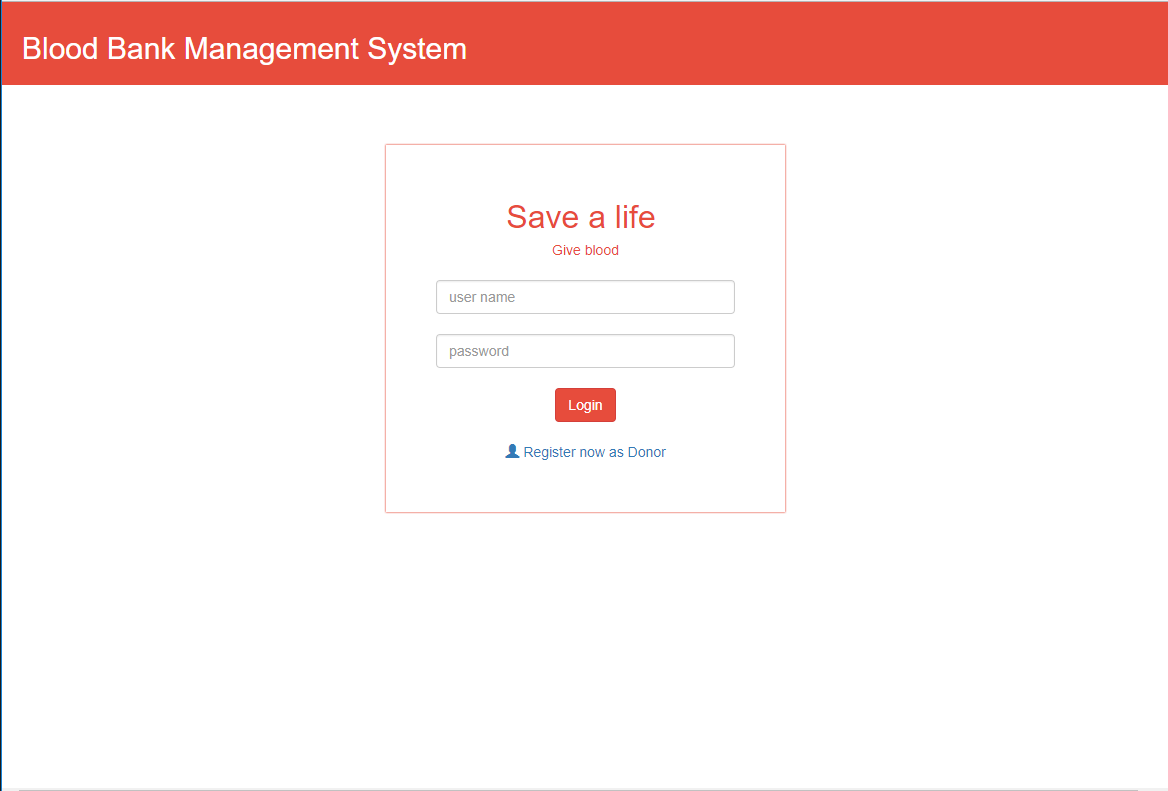 Blood Bank Management System
Save a life
Give blood
user name
password
Login
Register now as Donor